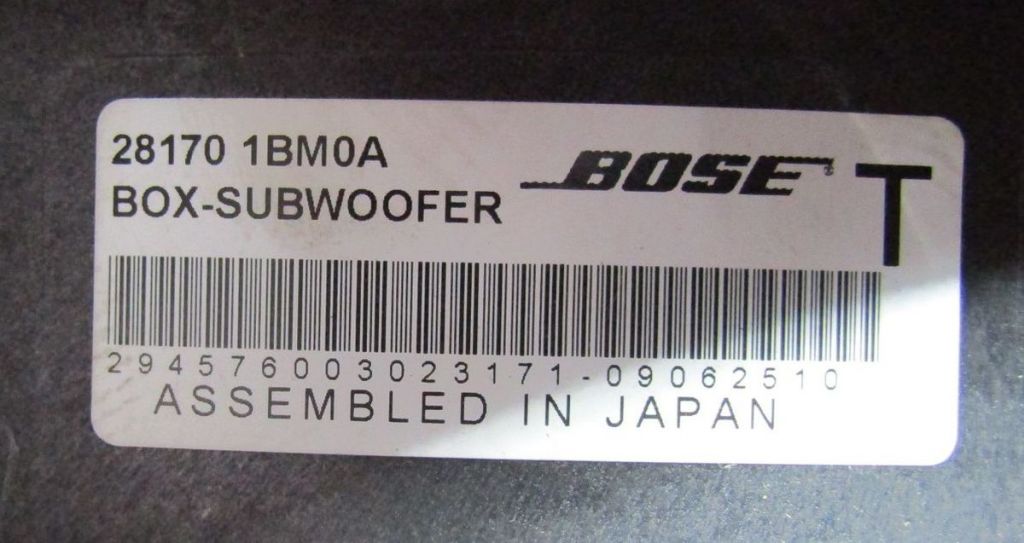 28170 1BM0A
BOX-SUBWOOFER
BOSE®
T
294576003023171-09062510
ASSEMBLED IN JAPAN